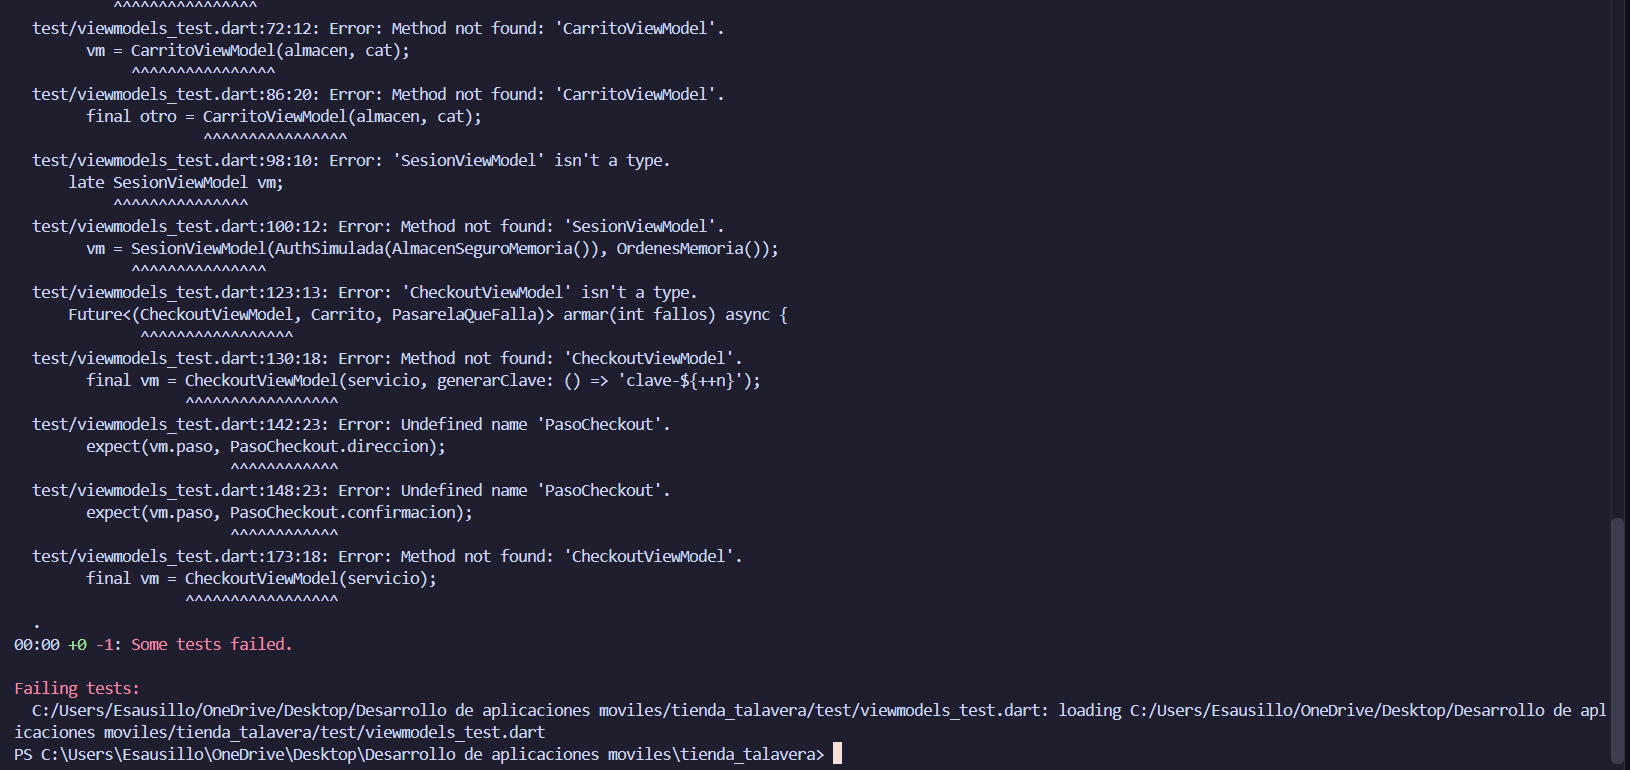 ^^^^^^^^^^^^^^^^
test/viewmodels_test.dart:72:12: Error: Method not found: 'CarritoViewModel'.
vm = CarritoViewModel(almacen, cat);
^^^^^^^^^^^^^^^^
test/viewmodels_test.dart:86:20: Error: Method not found: 'CarritoViewModel'.
final otro = CarritoViewModel(almacen, cat);
^^^^^^^^^^^^^^^^
test/viewmodels_test.dart:98:10: Error: 'SesionViewModel' isn't a type.
late SesionViewModel vm;
^^^^^^^^^^^^^^^
test/viewmodels_test.dart:100:12: Error: Method not found: 'SesionViewModel'.
vm = SesionViewModel(AuthSimulada(AlmacenSeguroMemoria()), OrdenesMemoria());
^^^^^^^^^^^^^^^
test/viewmodels_test.dart:123:13: Error: 'CheckoutViewModel' isn't a type.
Future<(CheckoutViewModel, Carrito, PasarelaQueFalla)> armar(int fallos) async {
^^^^^^^^^^^^^^^^^
test/viewmodels_test.dart:130:18: Error: Method not found: 'CheckoutViewModel'.
final vm = CheckoutViewModel(servicio, generarClave: () => 'clave-${++n}');
^^^^^^^^^^^^^^^^^
test/viewmodels_test.dart:142:23: Error: Undefined name 'PasoCheckout'.
expect(vm.paso, PasoCheckout.direccion);
^^^^^^^^^^^^
test/viewmodels_test.dart:148:23: Error: Undefined name 'PasoCheckout'.
expect(vm.paso, PasoCheckout.confirmacion);
^^^^^^^^^^^^
test/viewmodels_test.dart:173:18: Error: Method not found: 'CheckoutViewModel'.
final vm = CheckoutViewModel(servicio);
^^^^^^^^^^^^^^^^^
.
00:00 +0 -1: Some tests failed.
Failing tests:
C:/Users/Esausillo/OneDrive/Desktop/Desarrollo de aplicaciones moviles/tienda_talavera/test/viewmodels_test.dart: loading C:/Users/Esausillo/OneDrive/Desktop/Desarrollo de apl
icaciones moviles/tienda_talavera/test/viewmodels_test.dart
PS C:\Users\Esausillo\OneDrive\Desktop\Desarrollo de aplicaciones moviles\tienda_talavera>